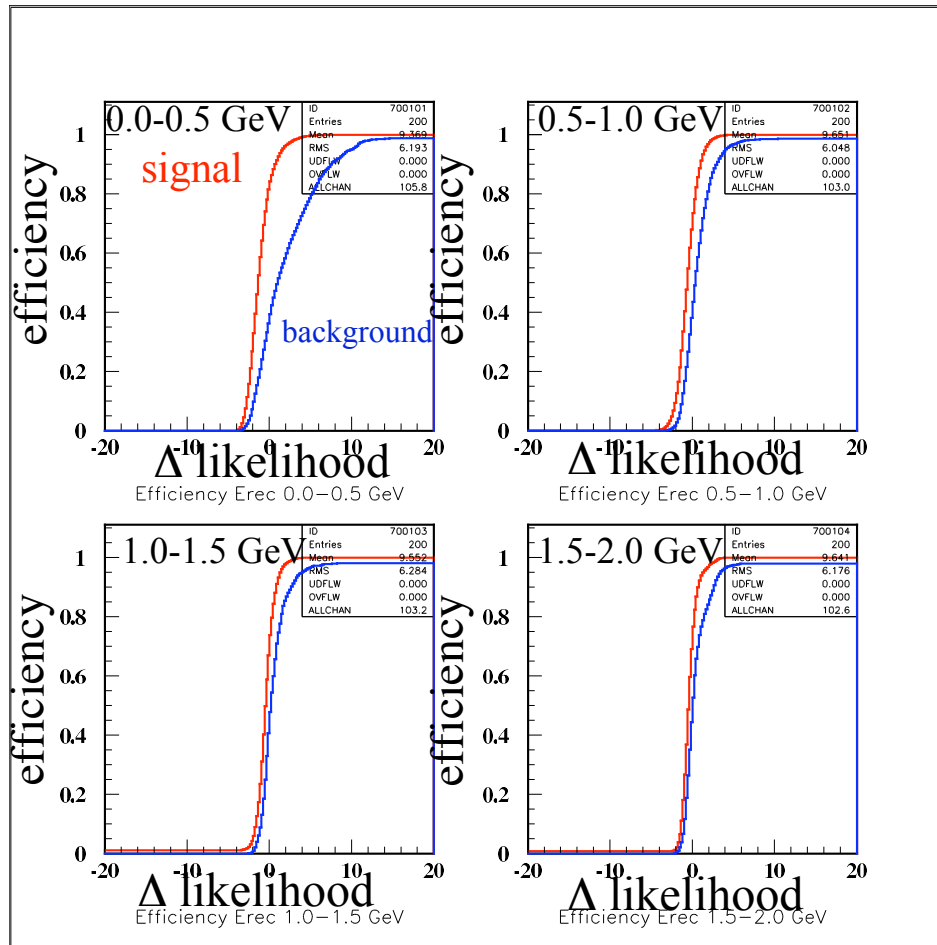 0.0-0.5 GeV
signal
background
efficiency
1
0.8
0.6
0.4
0.2
0
-20
-10
0
10
20
Δ likelihood
Efficiency Erec 0.0-0.5 GeV
ID 700101
Entries 200
Mean 9.369
RMS 6.193
UDFLW 0.000
OVFLW 0.000
ALLCHAN 105.8
0.5-1.0 GeV
efficiency
1
0.8
0.6
0.4
0.2
0
-20
-10
0
10
20
Δ likelihood
Efficiency Erec 0.5-1.0 GeV
ID 700102
Entries 200
Mean 9.651
RMS 6.048
UDFLW 0.000
OVFLW 0.000
ALLCHAN 103.0
1.0-1.5 GeV
efficiency
1
0.8
0.6
0.4
0.2
0
-20
-10
0
10
20
Δ likelihood
Efficiency Erec 1.0-1.5 GeV
ID 700103
Entries 200
Mean 9.552
RMS 6.284
UDFLW 0.000
OVFLW 0.000
ALLCHAN 103.2
1.5-2.0 GeV
efficiency
1
0.8
0.6
0.4
0.2
0
-20
-10
0
10
20
Δ likelihood
Efficiency Erec 1.5-2.0 GeV
ID 700104
Entries 200
Mean 9.641
RMS 6.176
UDFLW 0.000
OVFLW 0.000
ALLCHAN 102.6